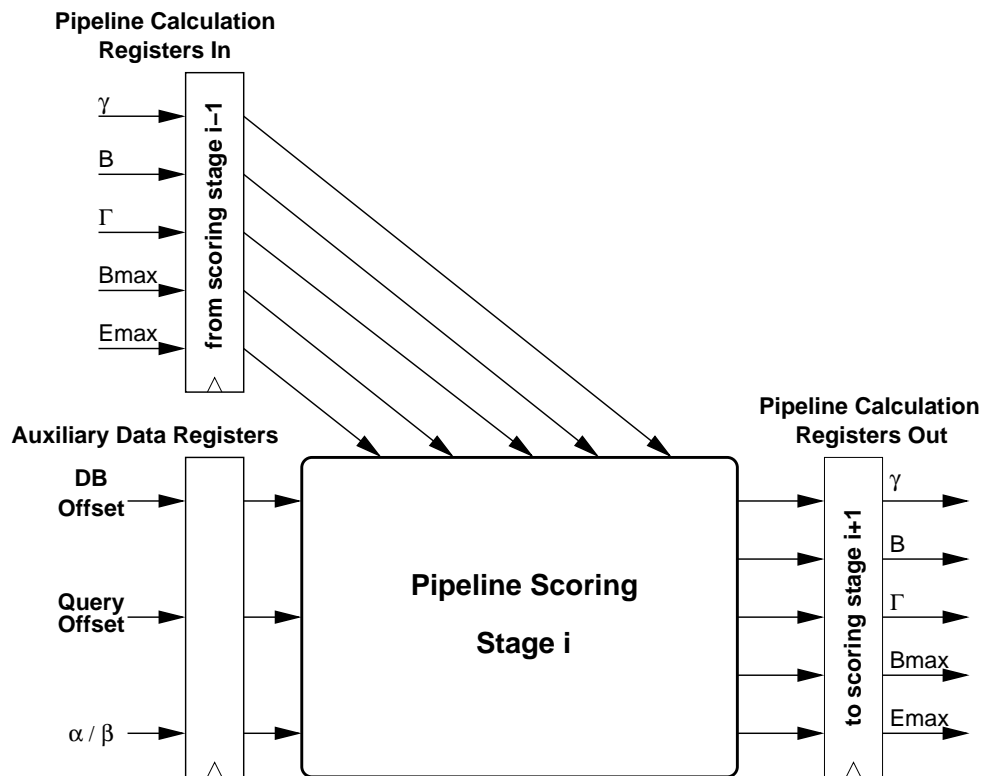 Pipeline Calculation
Registers In
γ
B
Γ
Bmax
Emax
from scoring stage i−1
Auxiliary Data Registers
DB
Offset
Query
Offset
α / β
Pipeline Scoring
Stage i
Pipeline Calculation
Registers Out
to scoring stage i+1
γ
B
Γ
Bmax
Emax